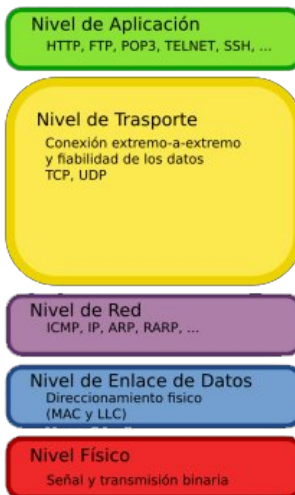 Nivel de Aplicación
HTTP, FTP, POP3, TELNET, SSH, ...
Nivel de Trasporte
Conexión extremo-a-extremo
y fiabilidad de los datos
TCP, UDP
Nivel de Red
ICMP, IP, ARP, RARP, ...
Nivel de Enlace de Datos
Direccionamiento fisico
(MAC y LLC)
Nivel Físico
Señal y transmisión binaria